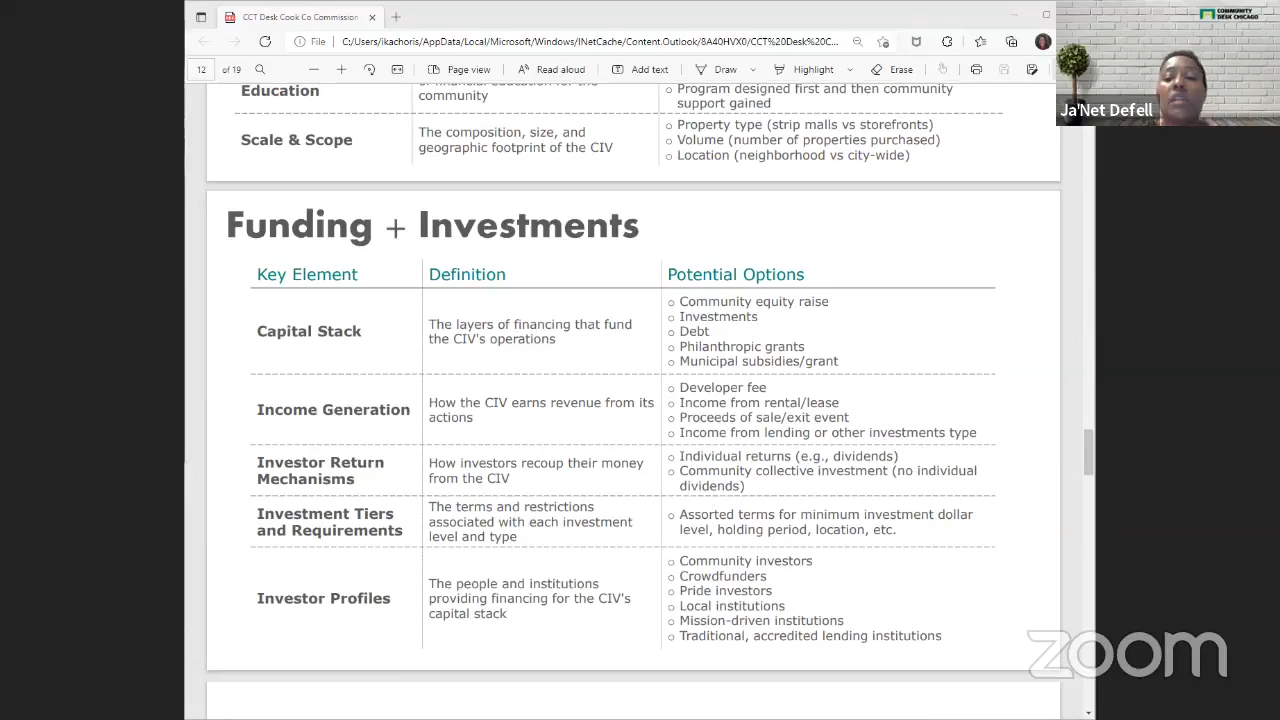 CCT Desk Cook Co Commission
COMMUNITY
DESK CHICAGO
File
/INetCache/Content.Outlook/9L40HVX0/CCT%20Desk%20C...
12 of 19
Page view
Read aloud
Add text
Draw
Highlight
Erase
Ja'Net Defell
Education
community
Program designed first and then community
support gained
Scale & Scope
The composition, size, and
geographic footprint of the CIV
Property type (strip malls vs storefronts)
Volume (number of properties purchased)
Location (neighborhood vs city-wide)
Funding + Investments
Key Element
Definition
Potential Options
Capital Stack
The layers of financing that fund
the CIV's operations
Community equity raise
Investments
Debt
Philanthropic grants
Municipal subsidies/grant
Income Generation
How the CIV earns revenue from its
actions
Developer fee
Income from rental/lease
Proceeds of sale/exit event
Income from lending or other investments type
Investor Return
Mechanisms
How investors recoup their money
from the CIV
Individual returns (e.g., dividends)
Community collective investment (no individual
dividends)
Investment Tiers
and Requirements
The terms and restrictions
associated with each investment
level and type
Assorted terms for minimum investment dollar
level, holding period, location, etc.
Investor Profiles
The people and institutions
providing financing for the CIV's
capital stack
Community investors
Crowdfunders
Pride investors
Local institutions
Mission-driven institutions
Traditional, accredited lending institutions
zoom